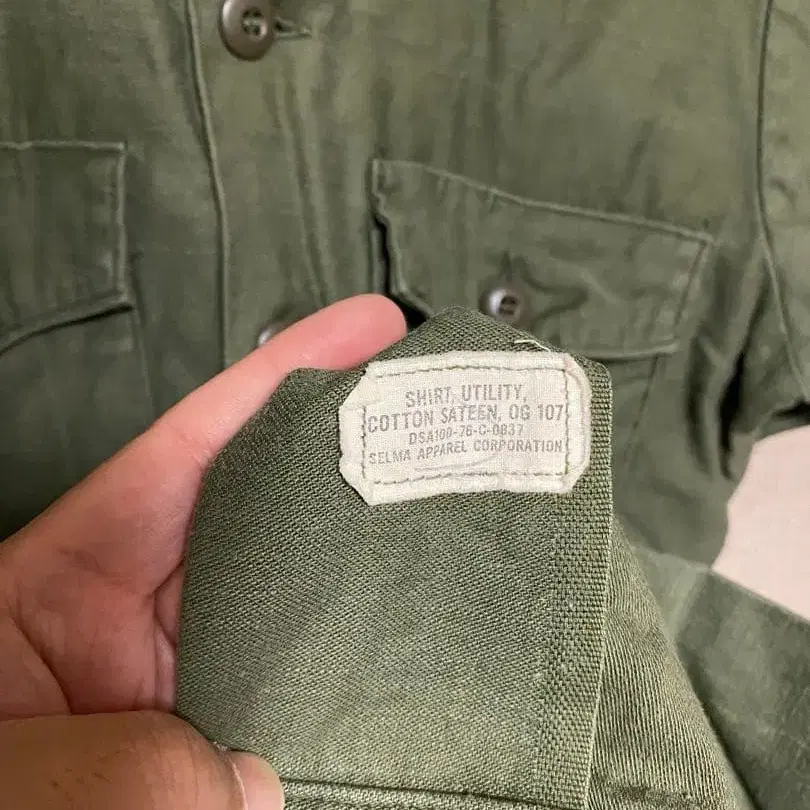 SHIRT, UTILITY,
COTTON SATEEN, OG 107
DSA100-76-C-0837
SELMA APPAREL CORPORATION